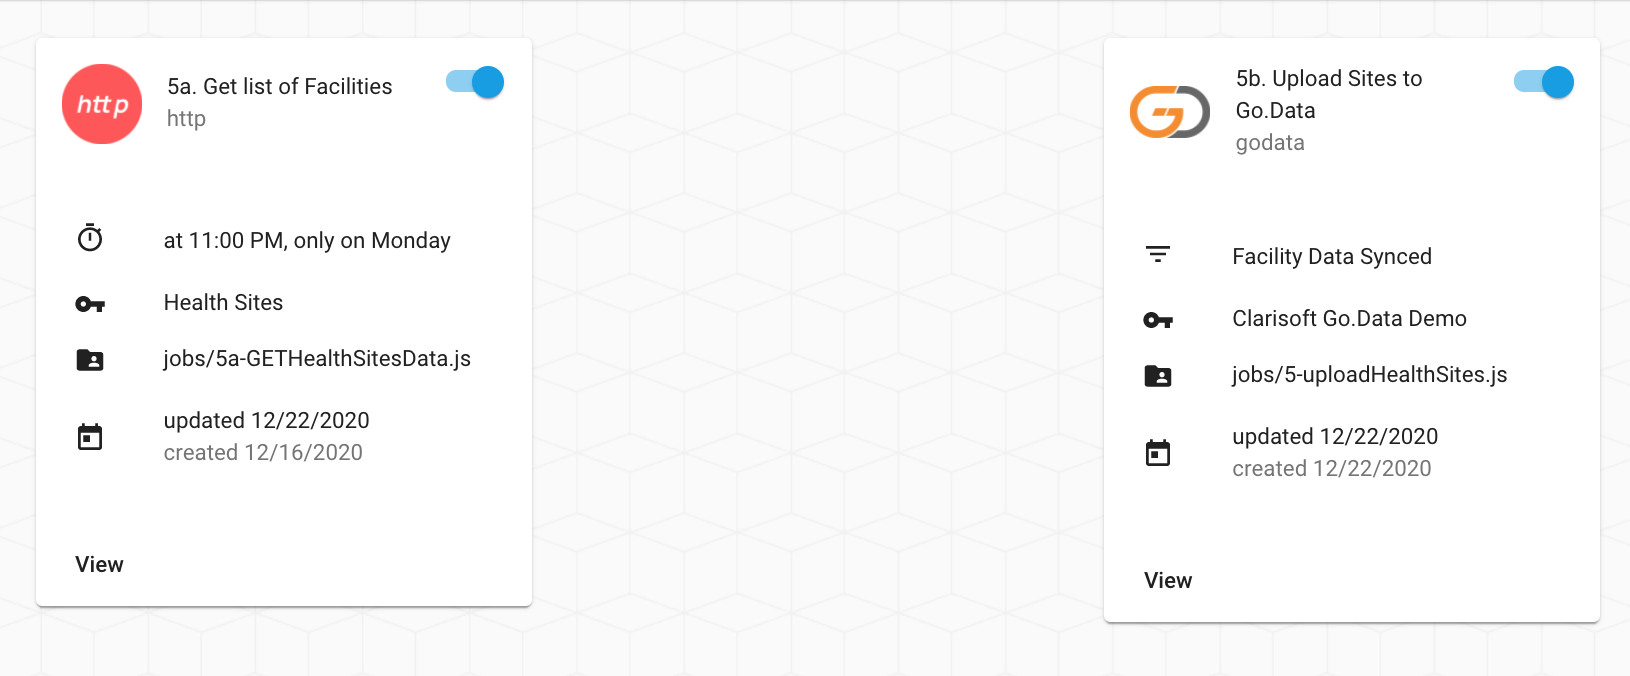 http
5a. Get list of Facilities
http
at 11:00 PM, only on Monday
Health Sites
jobs/5a-GETHealthSitesData.js
updated 12/22/2020
created 12/16/2020
View
5b. Upload Sites to
Go.Data
godata
Facility Data Synced
Clarisoft Go.Data Demo
jobs/5-uploadHealthSites.js
updated 12/22/2020
created 12/22/2020
View